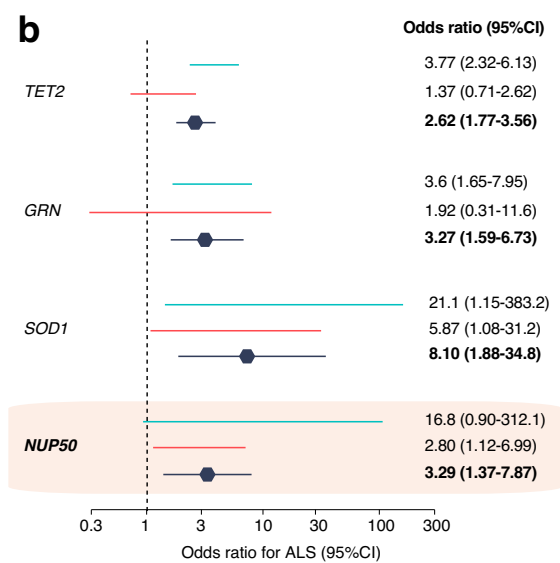 b
Odds ratio (95%CI)
3.77 (2.32-6.13)
TET2
1.37 (0.71-2.62)
2.62 (1.77-3.56)
3.6 (1.65-7.95)
GRN
1.92 (0.31-11.6)
3.27 (1.59-6.73)
21.1 (1.15-383.2)
SOD1
5.87 (1.08-31.2)
8.10 (1.88-34.8)
16.8 (0.90-312.1)
NUP50
2.80 (1.12-6.99)
3.29 (1.37-7.87)
0.3 1 3 10 30 100 300
Odds ratio for ALS (95%CI)